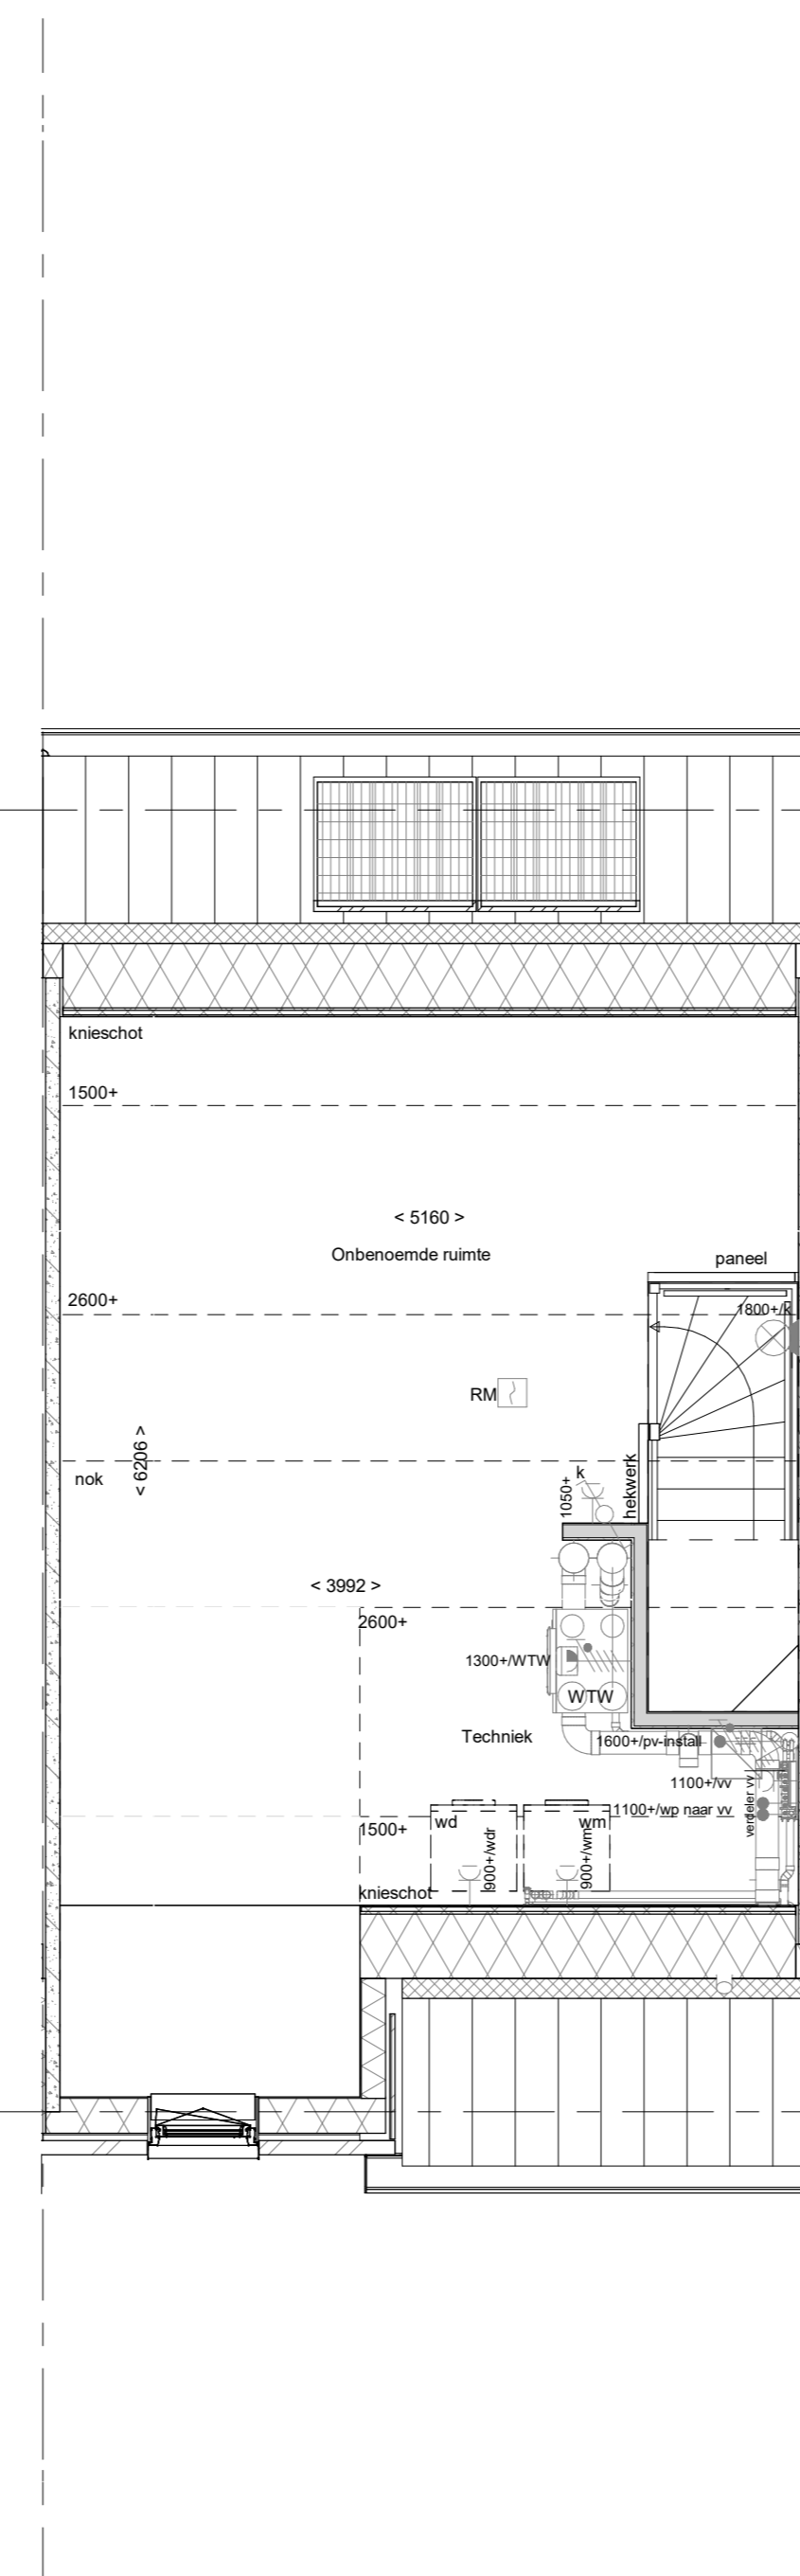 knieschot
1500+
< 5160 >
Onbenoemde ruimte
paneel
2600+
1800+/k
RM
< 6206 >
nok
hekwerk
k
1050+
< 3992 >
2600+
1300+/WTW
WTW
Techniek
1600+/pv-install
1100+/vv
verdeler vv
1100+/wp naar vv
1500+
wd
wm
900+/wdr
900+/wm
knieschot